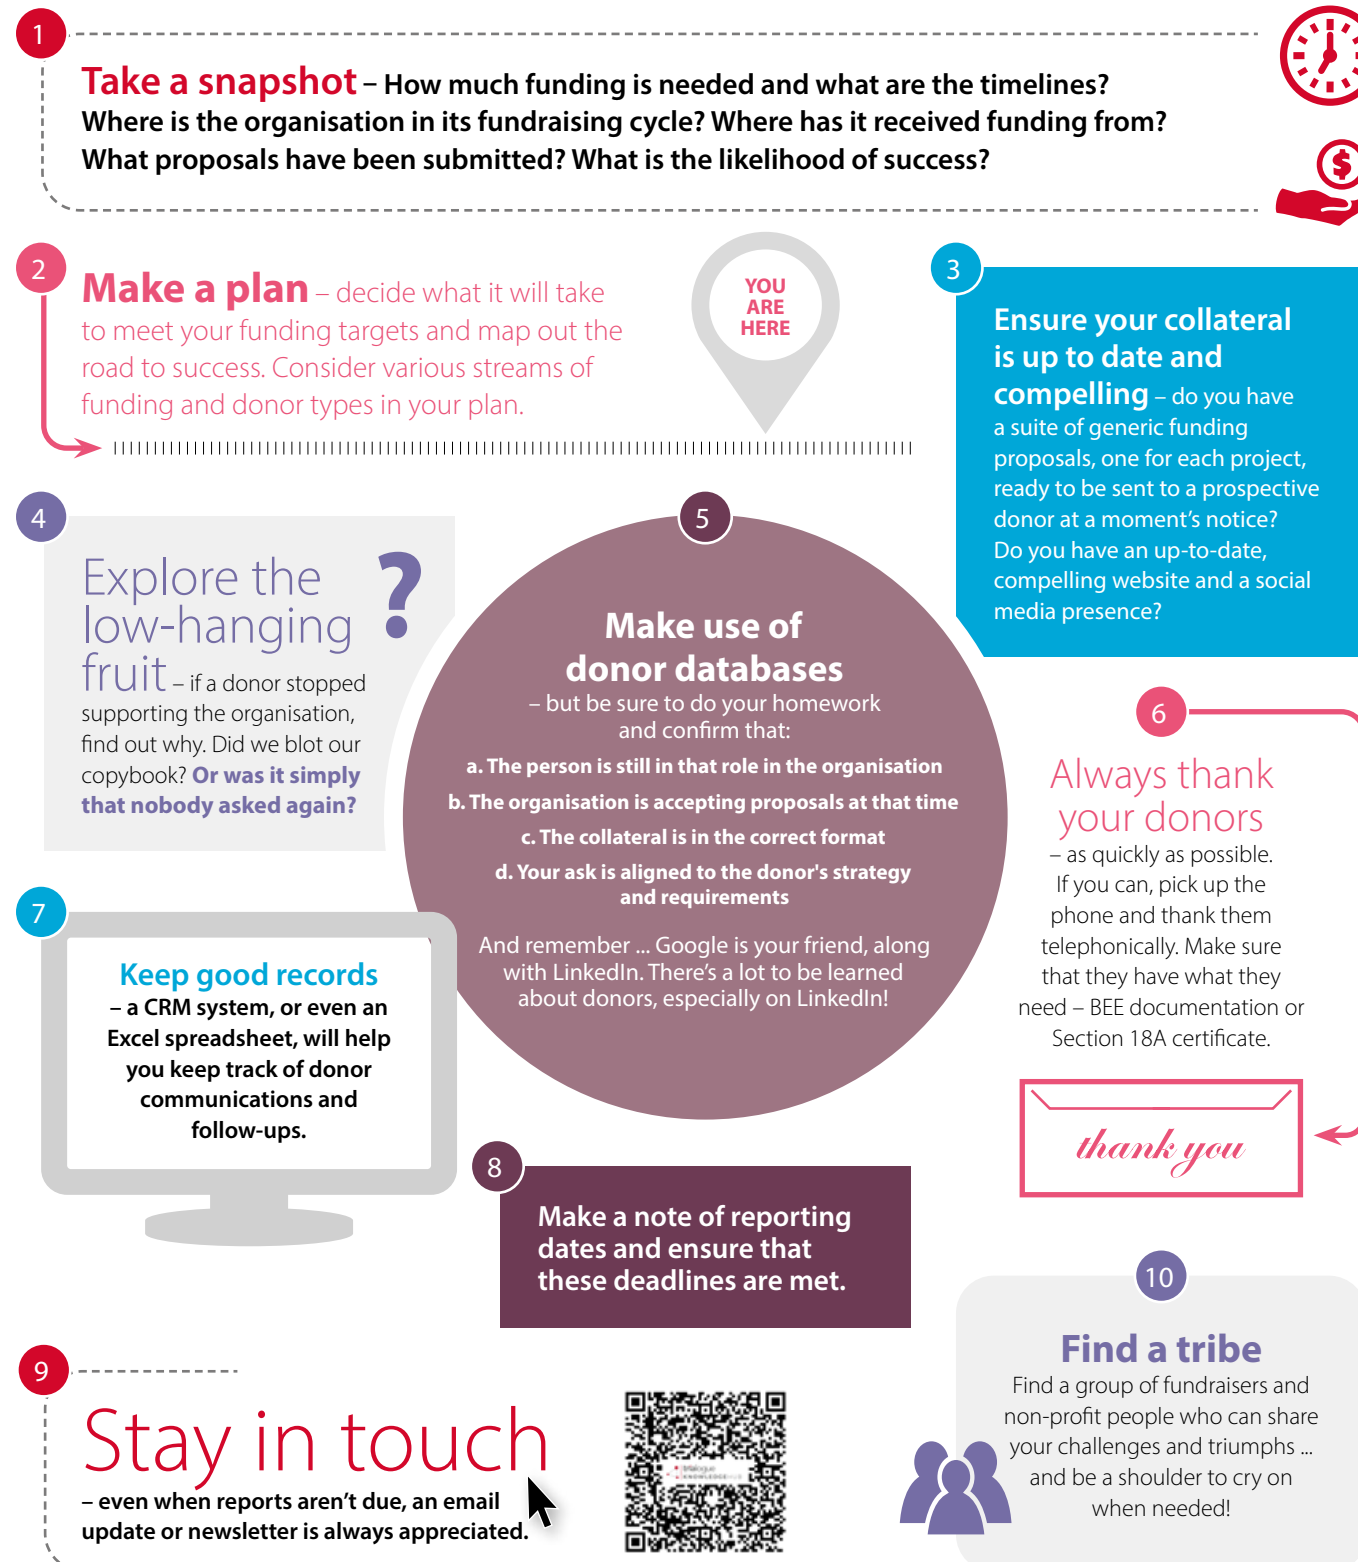 1
Take a snapshot – How much funding is needed and what are the timelines?
Where is the organisation in its fundraising cycle? Where has it received funding from?
What proposals have been submitted? What is the likelihood of success?
$
2
Make a plan – decide what it will take
to meet your funding targets and map out the
road to success. Consider various streams of
funding and donor types in your plan.
YOU
ARE
HERE
3
Ensure your collateral
is up to date and
compelling – do you have
a suite of generic funding
proposals, one for each project,
ready to be sent to a prospective
donor at a moment’s notice?
Do you have an up-to-date,
compelling website and a social
media presence?
4
Explore the
low-hanging
fruit – if a donor stopped
supporting the organisation,
find out why. Did we blot our
copybook? Or was it simply
that nobody asked again?
?
5
Make use of
donor databases
– but be sure to do your homework
and confirm that:
a. The person is still in that role in the organisation
b. The organisation is accepting proposals at that time
c. The collateral is in the correct format
d. Your ask is aligned to the donor's strategy
and requirements
And remember ... Google is your friend, along
with LinkedIn. There’s a lot to be learned
about donors, especially on LinkedIn!
6
Always thank
your donors
– as quickly as possible.
If you can, pick up the
phone and thank them
telephonically. Make sure
that they have what they
need – BEE documentation or
Section 18A certificate.
thank you
7
Keep good records
– a CRM system, or even an
Excel spreadsheet, will help
you keep track of donor
communications and
follow-ups.
8
Make a note of reporting
dates and ensure that
these deadlines are met.
9
Stay in touch
– even when reports aren’t due, an email
update or newsletter is always appreciated.
trialogue
KNOWLEDGEHUB
10
Find a tribe
Find a group of fundraisers and
non-profit people who can share
your challenges and triumphs ...
and be a shoulder to cry on
when needed!